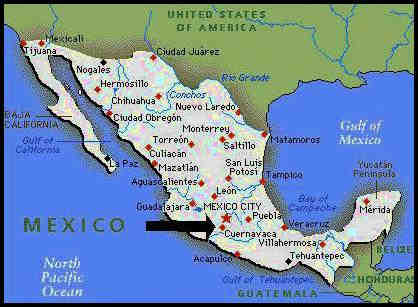 UNITED STATES
OF AMERICA
Mexicali
Tijuana
Ciudad Juárez
Nogales
Rio Grande
Hermosillo
Conchos
Chihuahua
Nuevo Laredo
BAJA
CALIFORNIA
Ciudad Obregón
Gulf of
Mexico
Monterrey
Gulf of
California
Torreón
Saltillo
Matamoros
Culiacán
La Paz
Mazatlán
San Luis
Potosí
Yucatán
Peninsula
Aguascalientes
Tampico
León
Bay of
Campeche
Guadalajara
MEXICO CITY
Mérida
MEXICO
Puebla
Veracruz
Cuernavaca
Villahermosa
BELIZE
North
Pacific
Ocean
Acapulco
Tehuantepec
Gulf of Tehuantepec
HONDURAS
GUATEMALA